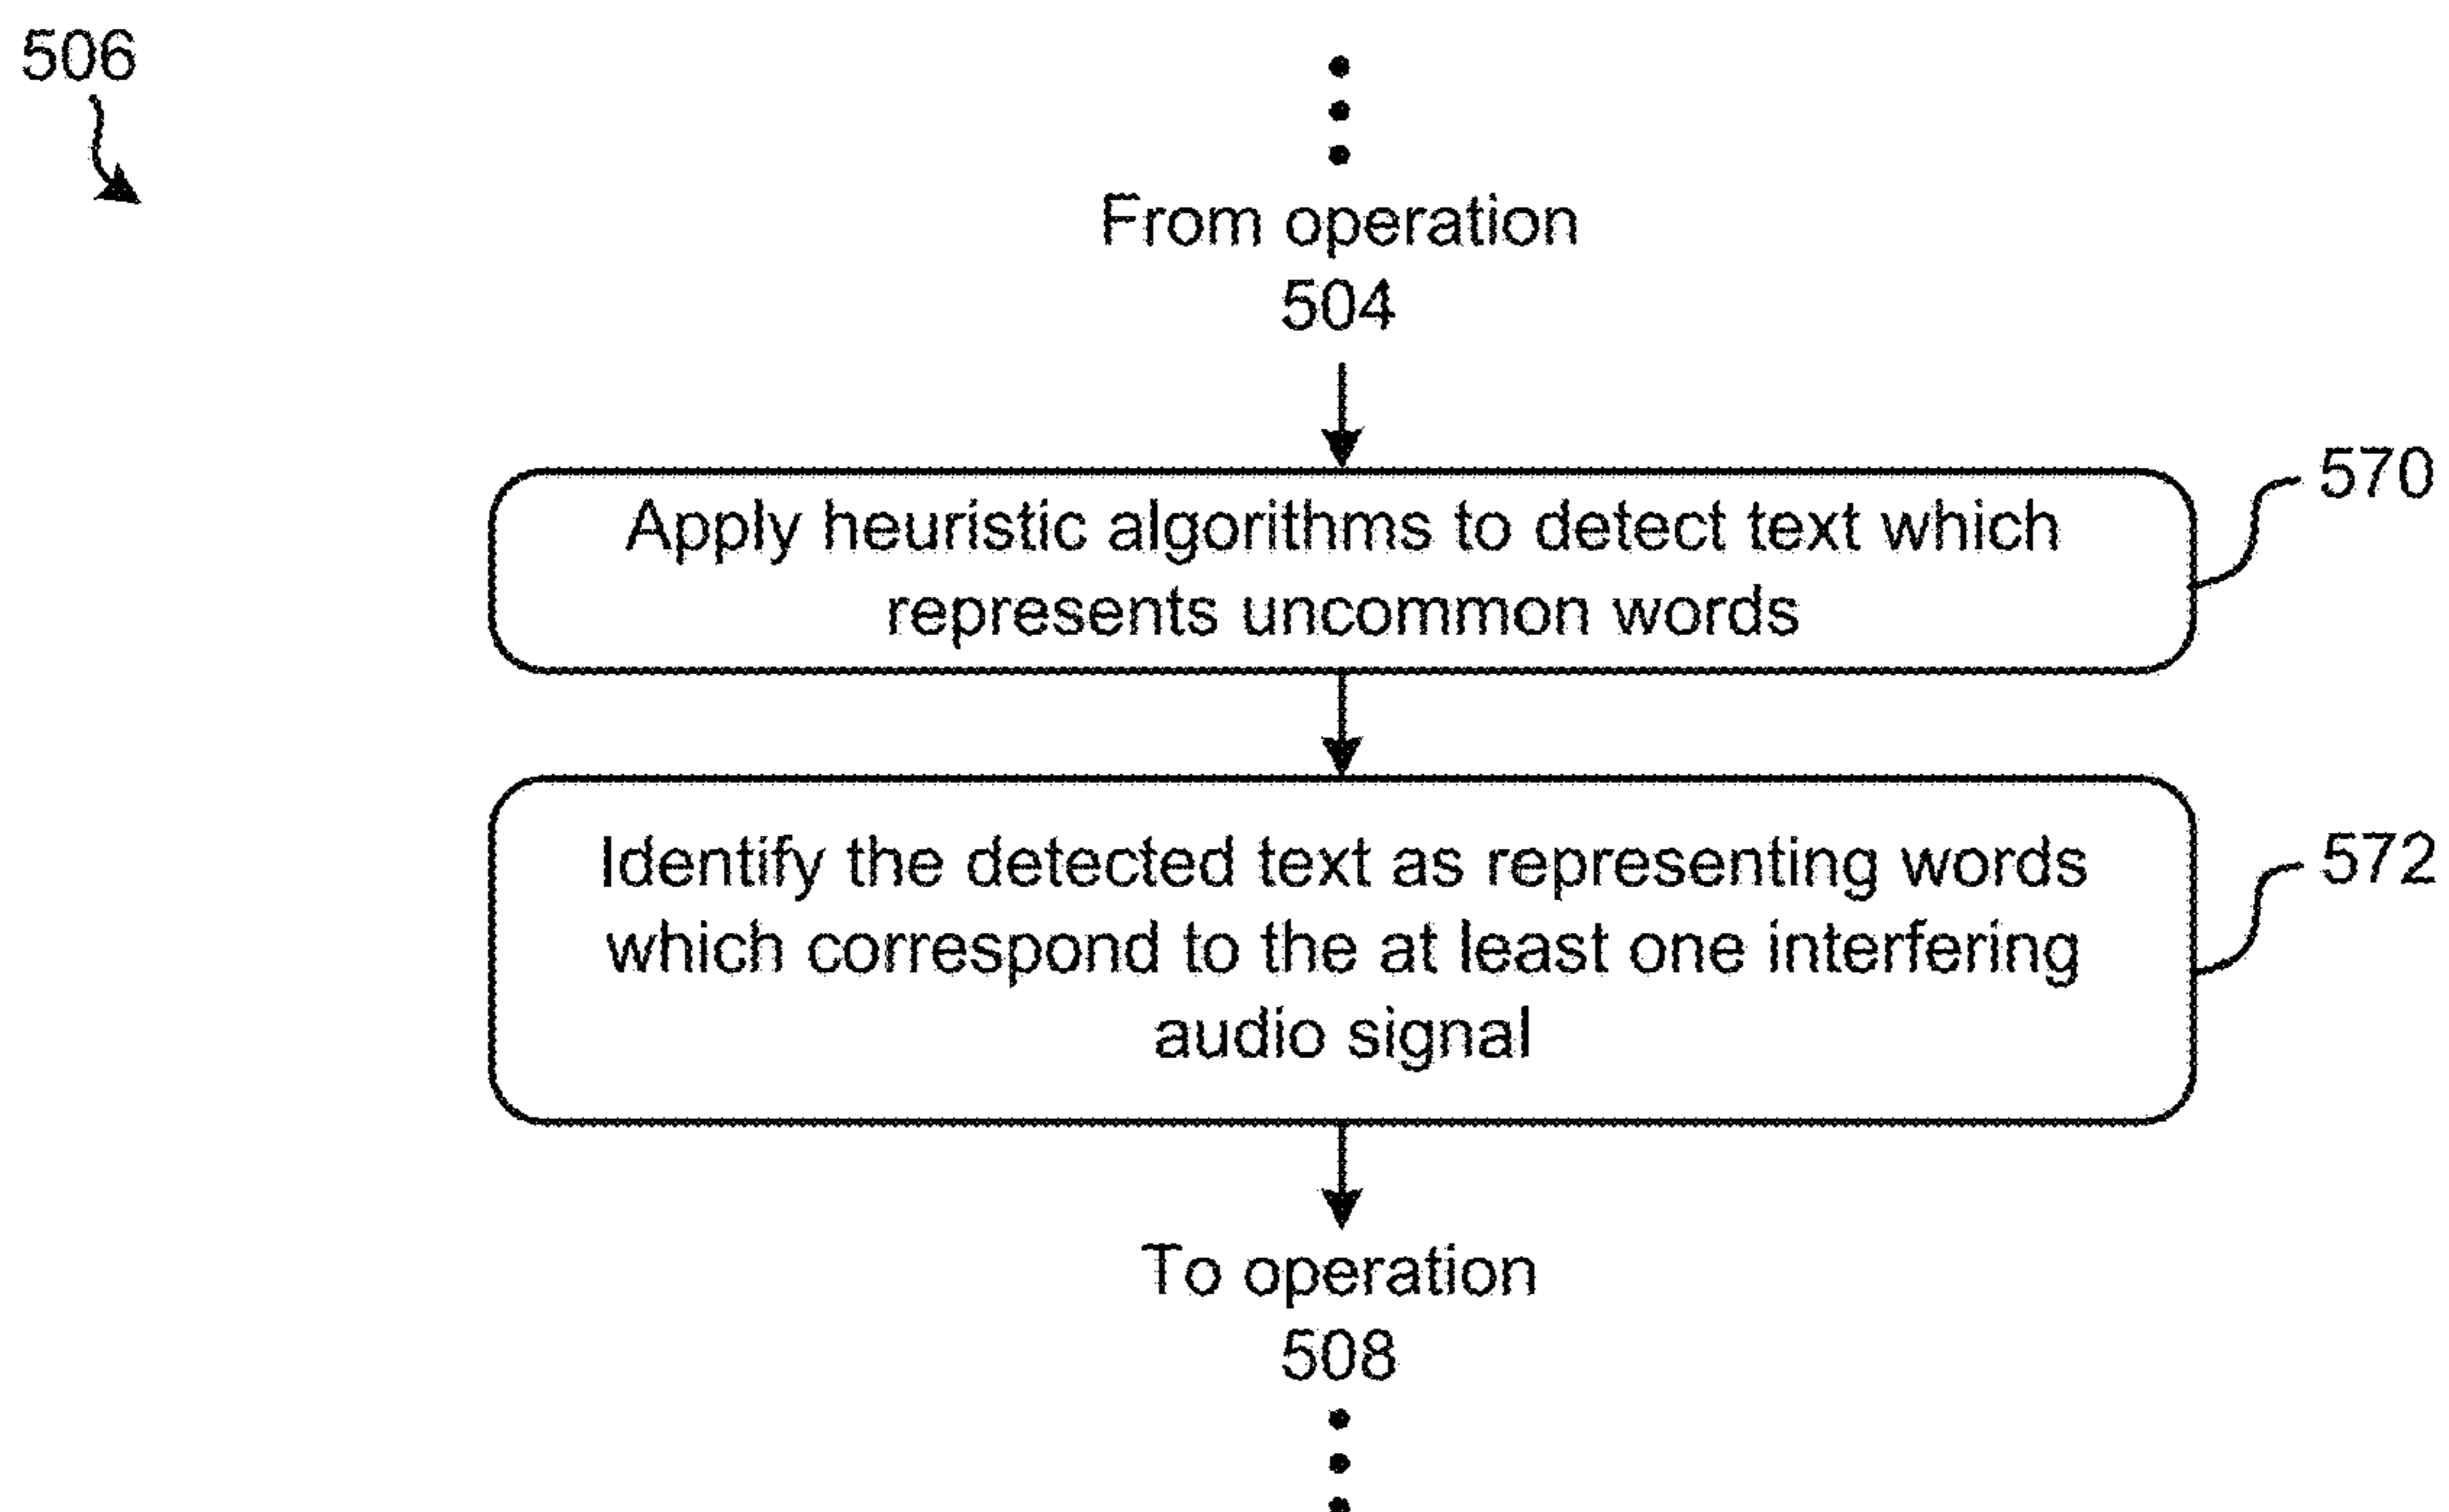 506
From operation
504
Apply heuristic algorithms to detect text which
represents uncommon words
570
Identify the detected text as representing words
which correspond to the at least one interfering
audio signal
572
To operation
508